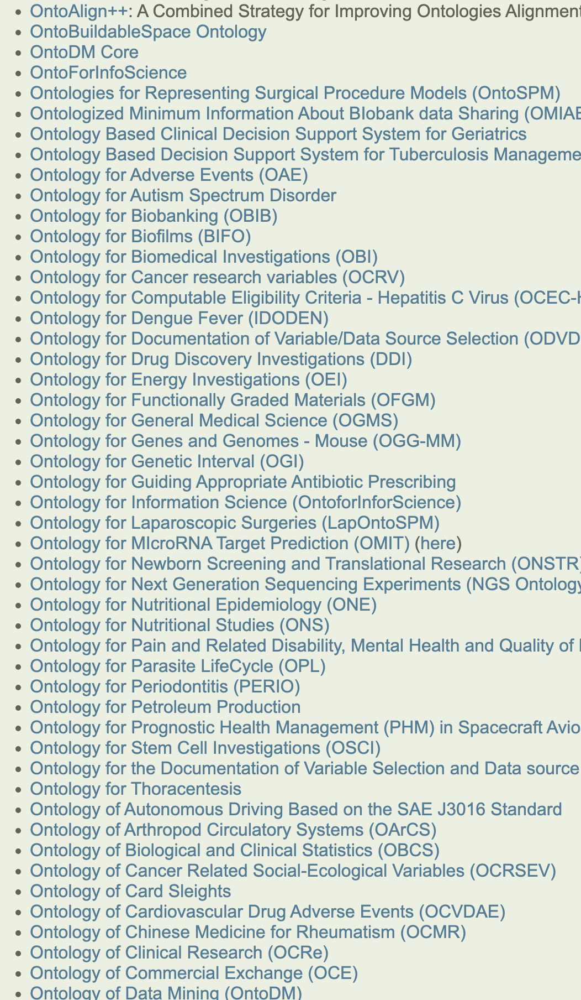 OntoAlign++: A Combined Strategy for Improving Ontologies Alignment
OntoBuildableSpace Ontology
OntoDM Core
OntoForInfoScience
Ontologies for Representing Surgical Procedure Models (OntoSPM)
Ontologized Minimum Information About BIobank data Sharing (OMIAB
Ontology Based Clinical Decision Support System for Geriatrics
Ontology Based Decision Support System for Tuberculosis Manageme
Ontology for Adverse Events (OAE)
Ontology for Autism Spectrum Disorder
Ontology for Biobanking (OBIB)
Ontology for Biofilms (BIFO)
Ontology for Biomedical Investigations (OBI)
Ontology for Cancer research variables (OCRV)
Ontology for Computable Eligibility Criteria - Hepatitis C Virus (OCEC-H
Ontology for Dengue Fever (IDODEN)
Ontology for Documentation of Variable/Data Source Selection (ODVD
Ontology for Drug Discovery Investigations (DDI)
Ontology for Energy Investigations (OEI)
Ontology for Functionally Graded Materials (OFGM)
Ontology for General Medical Science (OGMS)
Ontology for Genes and Genomes - Mouse (OGG-MM)
Ontology for Genetic Interval (OGI)
Ontology for Guiding Appropriate Antibiotic Prescribing
Ontology for Information Science (OntoforInforScience)
Ontology for Laparoscopic Surgeries (LapOntoSPM)
Ontology for MIcroRNA Target Prediction (OMIT) (here)
Ontology for Newborn Screening and Translational Research (ONSTR)
Ontology for Next Generation Sequencing Experiments (NGS Ontology
Ontology for Nutritional Epidemiology (ONE)
Ontology for Nutritional Studies (ONS)
Ontology for Pain and Related Disability, Mental Health and Quality of
Ontology for Parasite LifeCycle (OPL)
Ontology for Periodontitis (PERIO)
Ontology for Petroleum Production
Ontology for Prognostic Health Management (PHM) in Spacecraft Avio
Ontology for Stem Cell Investigations (OSCI)
Ontology for the Documentation of Variable Selection and Data source
Ontology for Thoracentesis
Ontology of Autonomous Driving Based on the SAE J3016 Standard
Ontology of Arthropod Circulatory Systems (OArCS)
Ontology of Biological and Clinical Statistics (OBCS)
Ontology of Cancer Related Social-Ecological Variables (OCRSEV)
Ontology of Card Sleights
Ontology of Cardiovascular Drug Adverse Events (OCVDAE)
Ontology of Chinese Medicine for Rheumatism (OCMR)
Ontology of Clinical Research (OCRe)
Ontology of Commercial Exchange (OCE)
Ontology of Data Mining (OntoDM)